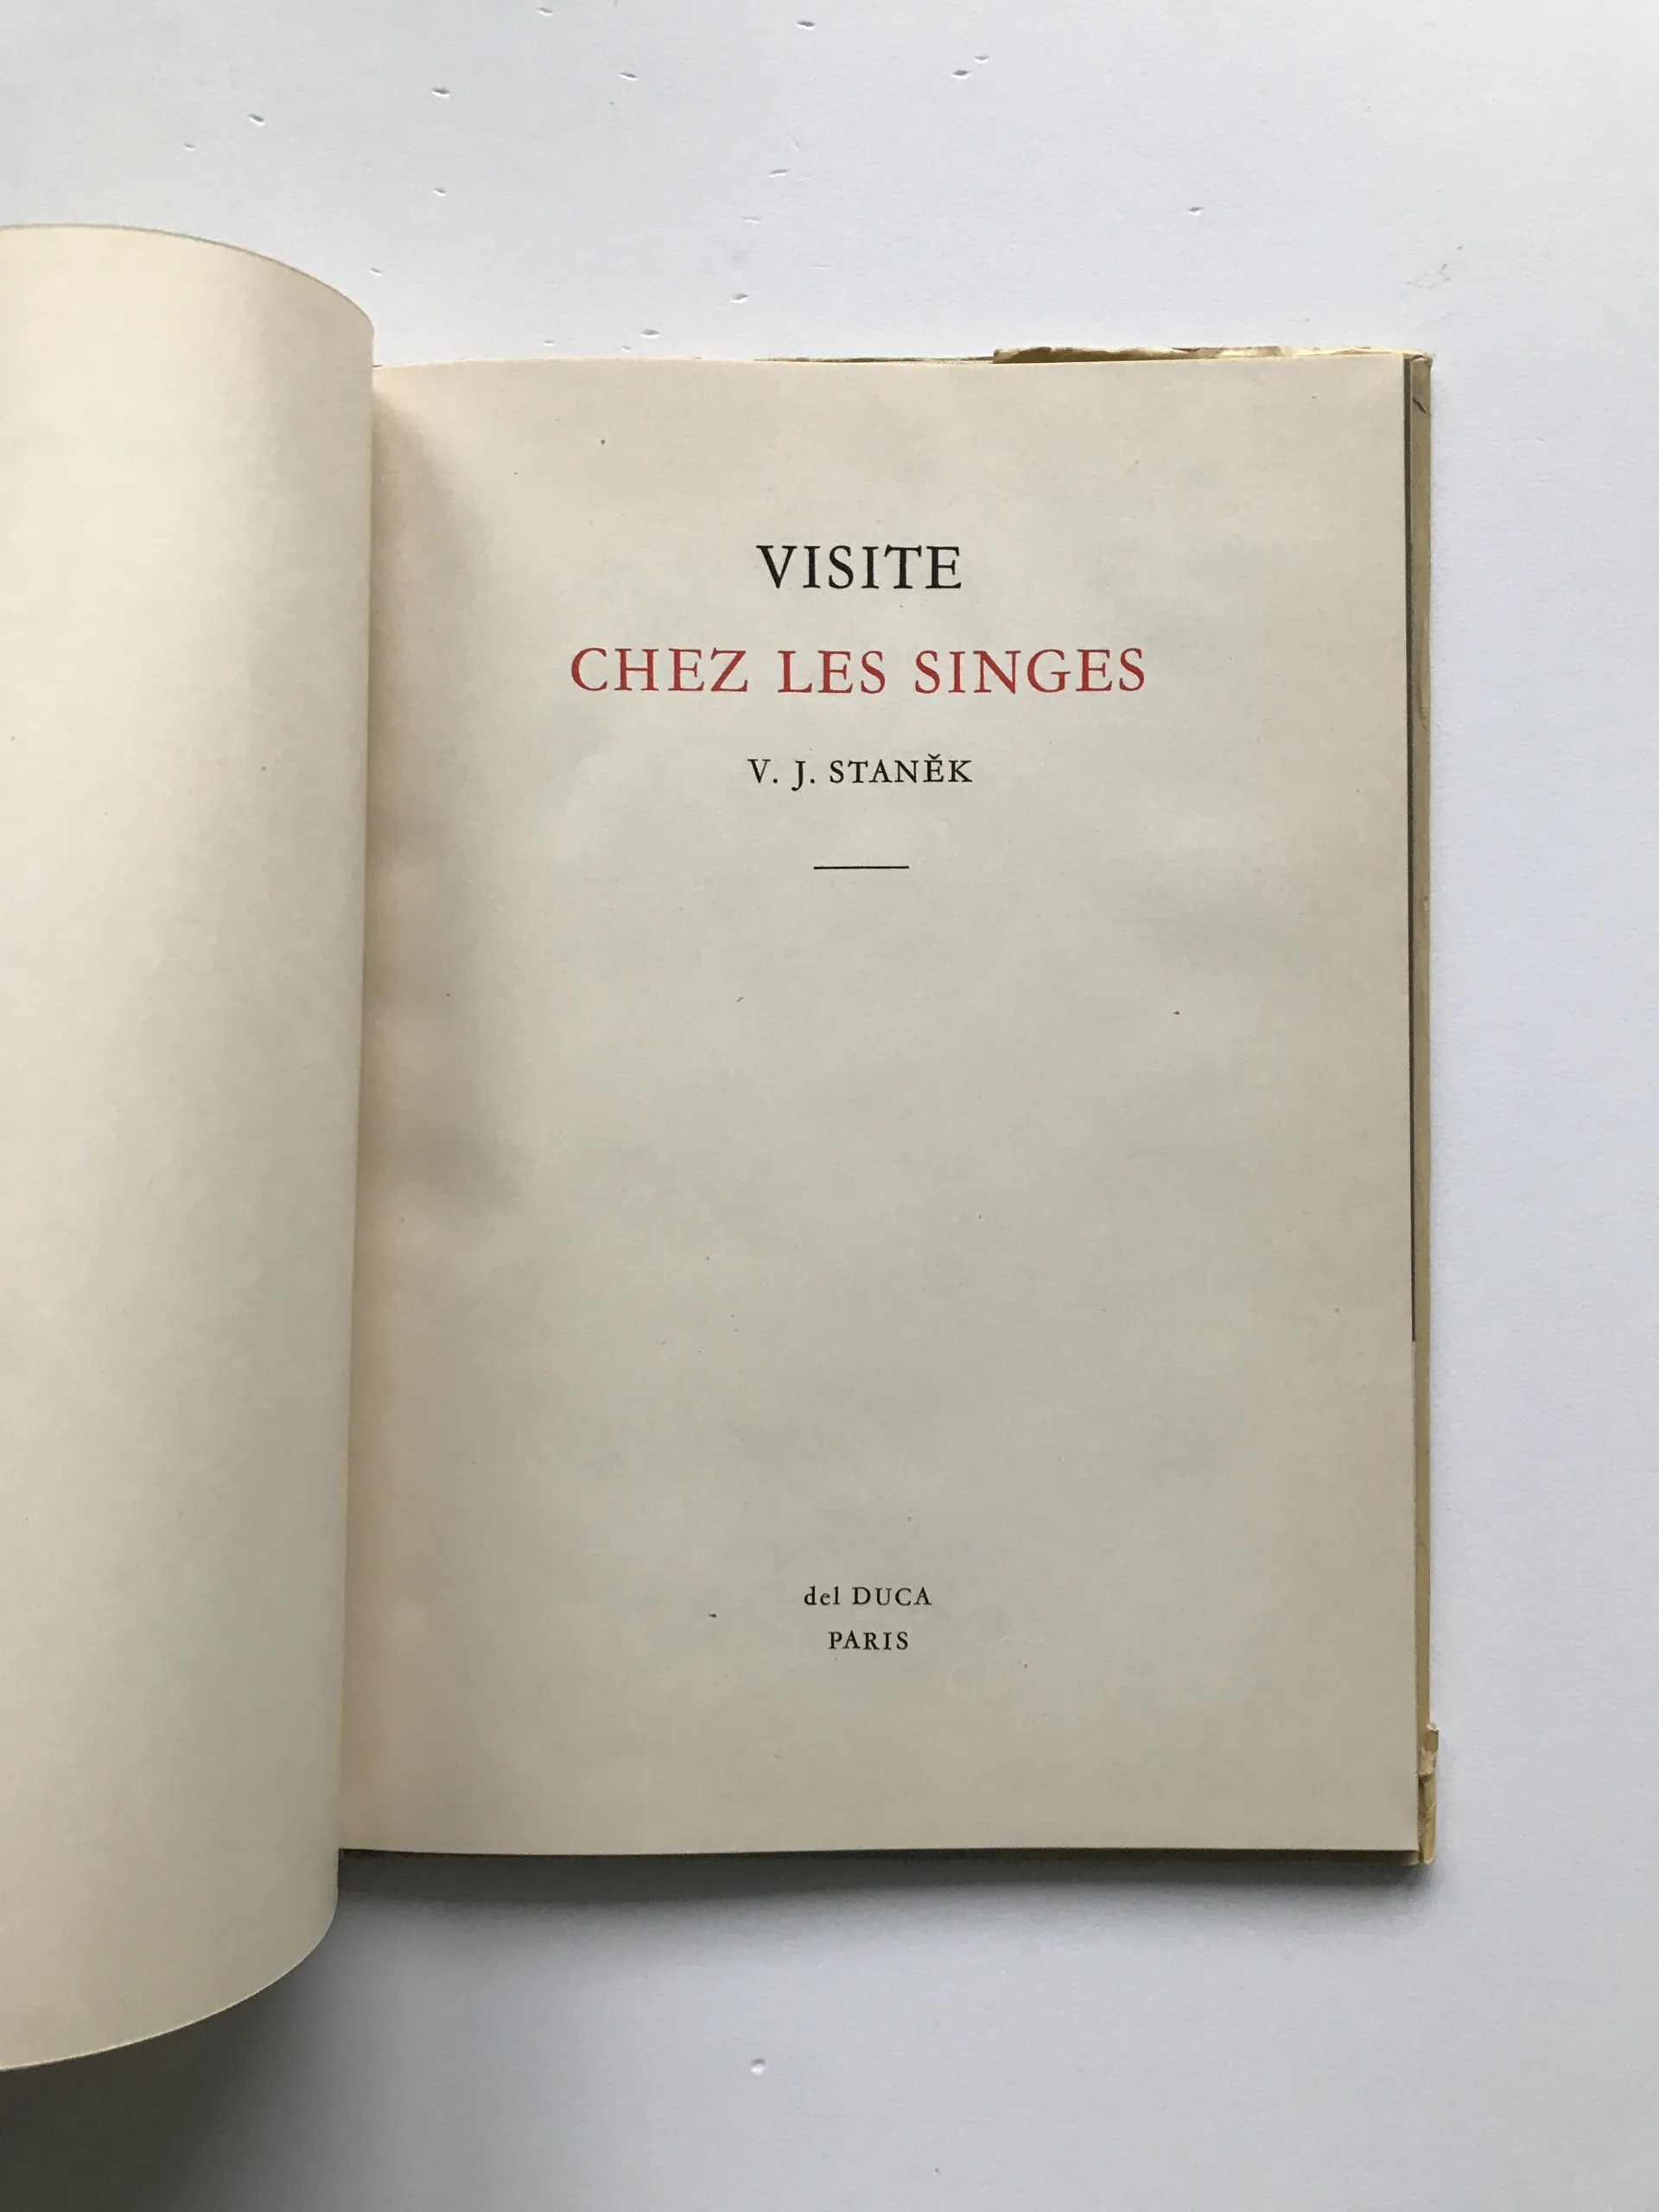 VISITE
CHEZ LES SINGES
V. J. STANĚK
del DUCA
PARIS